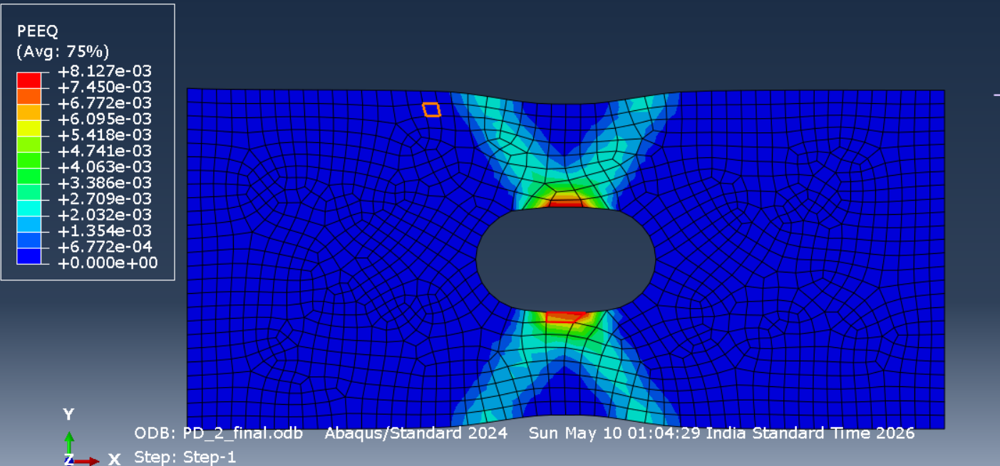 PEEQ
(Avg: 75%)
+8.127e-03
+7.450e-03
+6.772e-03
+6.095e-03
+5.418e-03
+4.741e-03
+4.063e-03
+3.386e-03
+2.709e-03
+2.032e-03
+1.354e-03
+6.772e-04
+0.000e+00
Y
Z X
ODB: PD_2_final.odb Abaqus/Standard 2024 Sun May 10 01:04:29 India Standard Time 2026
Step: Step-1